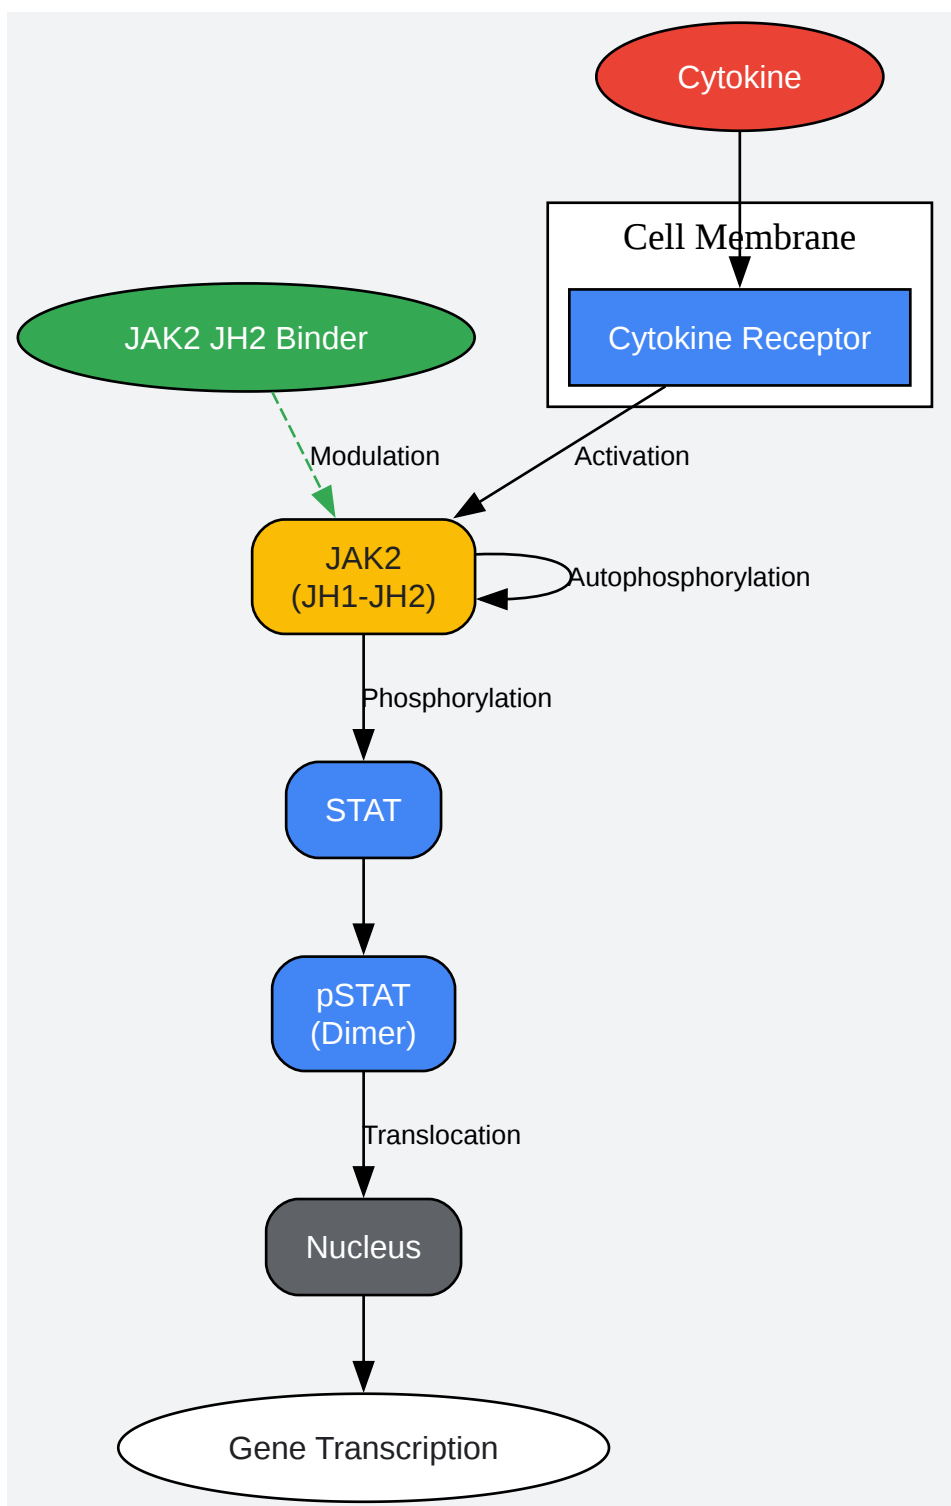 Cytokine
Cell Membrane
Cytokine Receptor
JAK2 JH2 Binder
Modulation
Activation
JAK2
(JH1-JH2)
Autophosphorylation
Phosphorylation
STAT
pSTAT
(Dimer)
Translocation
Nucleus
Gene Transcription